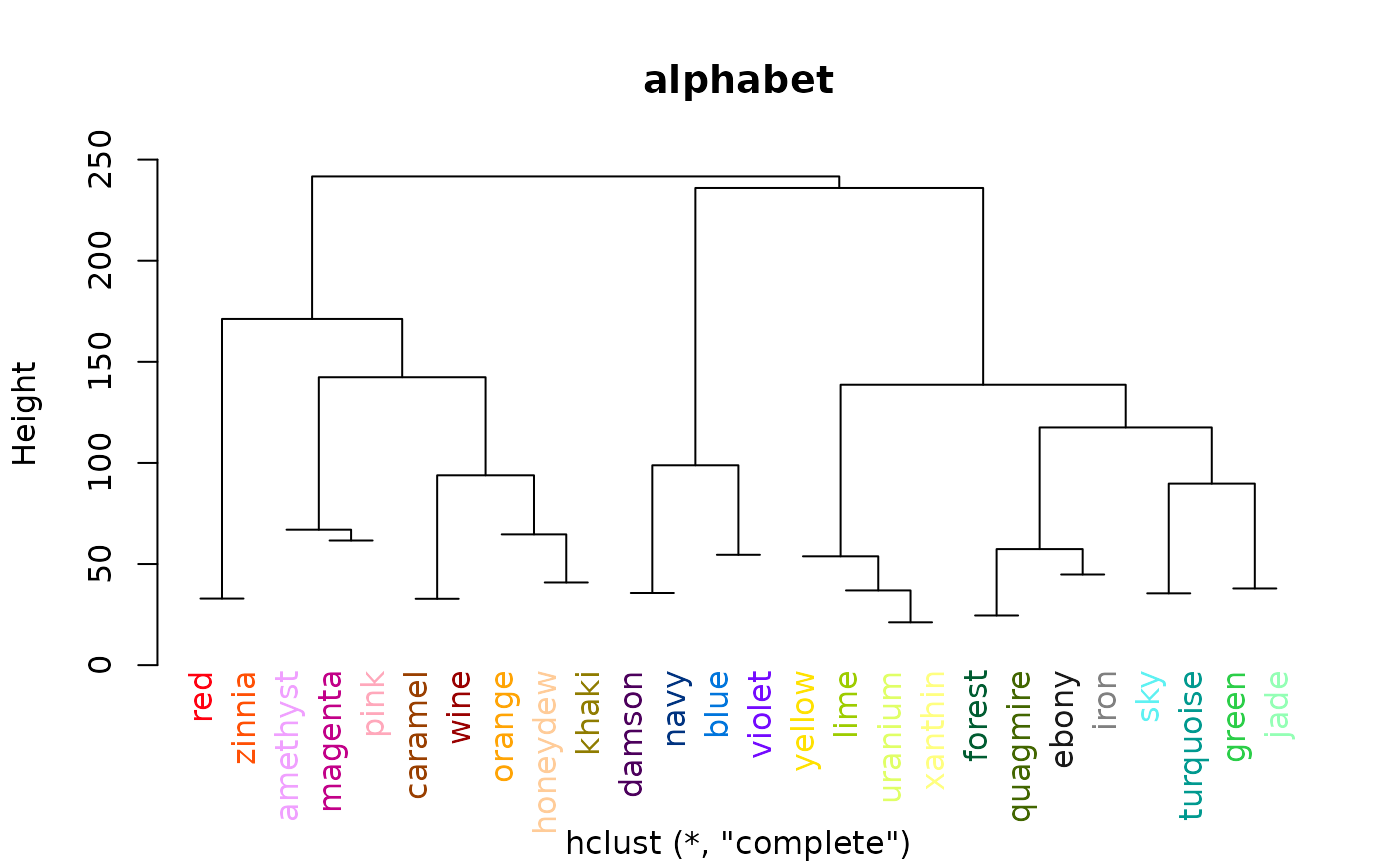 alphabet
Height
250
200
150
100
50
0
red
zinnia
amethyst
magenta
pink
caramel
wine
orange
honeydew
khaki
damson
navy
blue
violet
yellow
lime
uranium
xanthin
forest
quagmire
ebony
iron
sky
turquoise
green
jade
hclust (*, "complete")